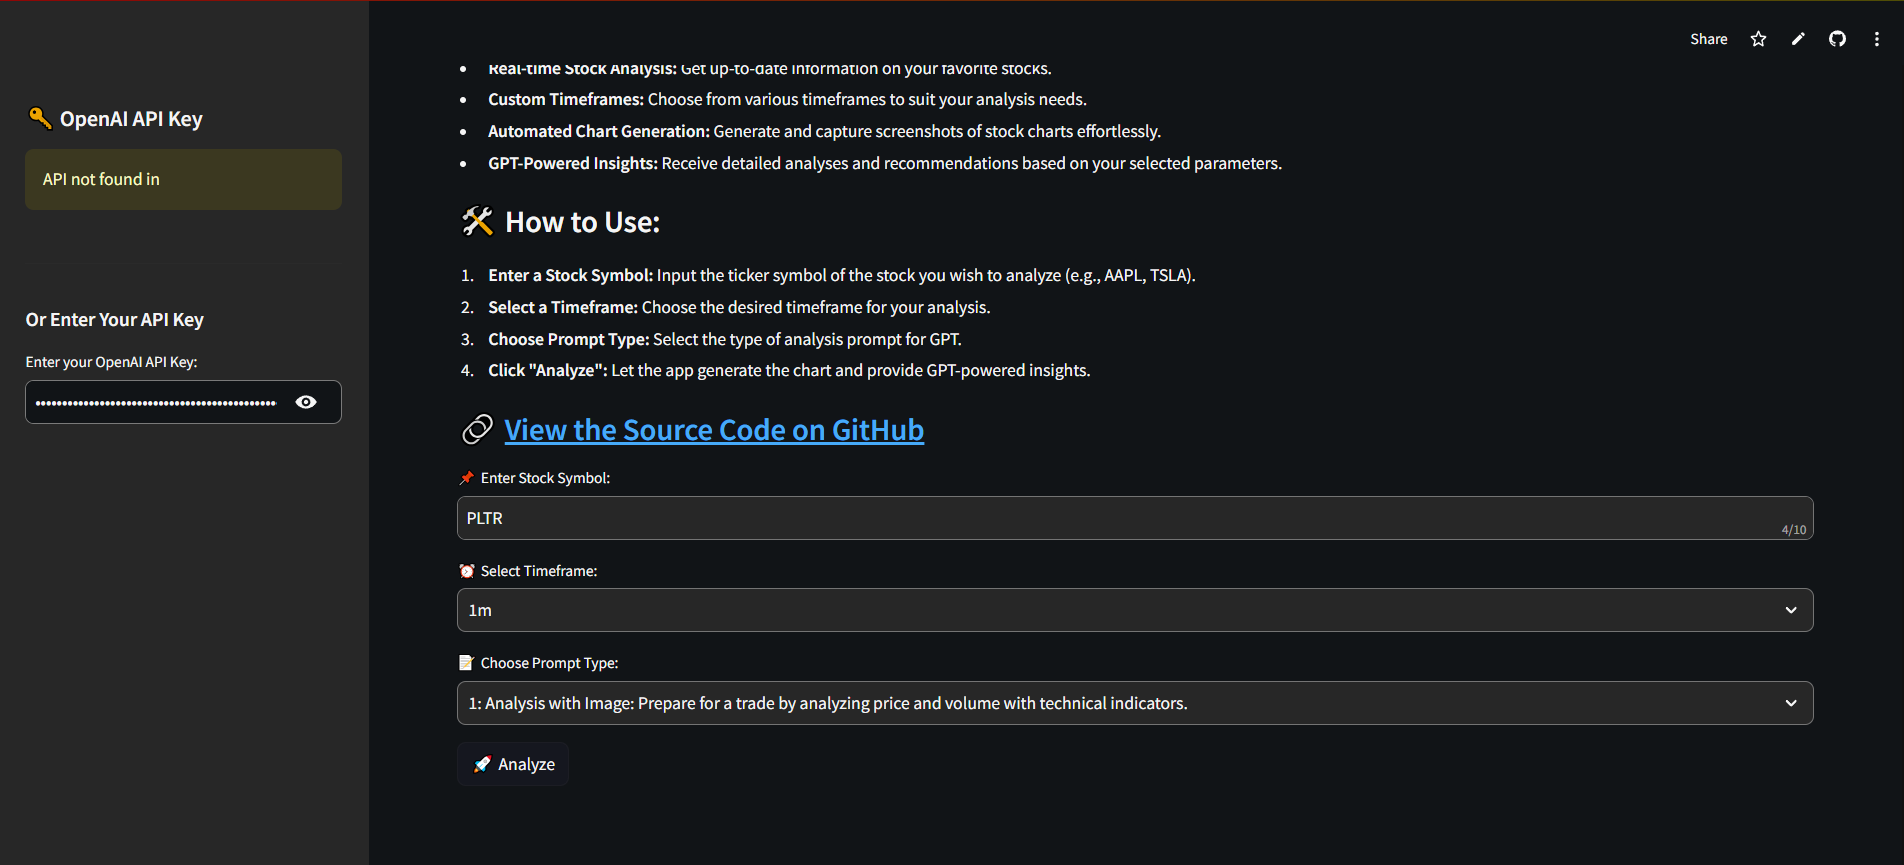 Share
OpenAI API Key
API not found in
Or Enter Your API Key
Enter your OpenAI API Key:
Real-time Stock Analysis: Get up-to-date information on your favorite stocks.
Custom Timeframes: Choose from various timeframes to suit your analysis needs.
Automated Chart Generation: Generate and capture screenshots of stock charts effortlessly.
GPT-Powered Insights: Receive detailed analyses and recommendations based on your selected parameters.
How to Use:
1. Enter a Stock Symbol: Input the ticker symbol of the stock you wish to analyze (e.g., AAPL, TSLA).
2. Select a Timeframe: Choose the desired timeframe for your analysis.
3. Choose Prompt Type: Select the type of analysis prompt for GPT.
4. Click "Analyze": Let the app generate the chart and provide GPT-powered insights.
View the Source Code on GitHub
Enter Stock Symbol:
PLTR
4/10
Select Timeframe:
1m
Choose Prompt Type:
1: Analysis with Image: Prepare for a trade by analyzing price and volume with technical indicators.
Analyze